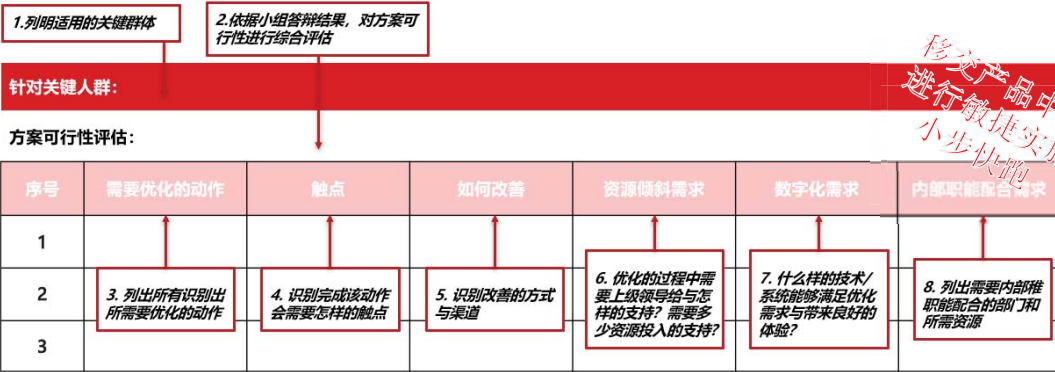 1.列明适用的关键群体
2.依据小组答辩结果，对方案可
行性进行综合评估
针对关键人群：
移交产品中
进行敏捷实施
小步快跑
方案可行性评估：
序号
需要优化的动作
触点
如何改善
资源倾斜需求
数字化需求
内部职能配合需求
1
2
3
3. 列出所有识别出
所需要优化的动作
4. 识别完成该动作
会需要怎样的触点
5. 识别改善的方式
与渠道
6. 优化的过程中需
要上级领导给与怎
样的支持？需要多
少资源投入的支持？
7. 什么样的技术/
系统能够满足优化
需求与带来良好的
体验？
8. 列出需要内部稚
职能配合的部门和
所需资源